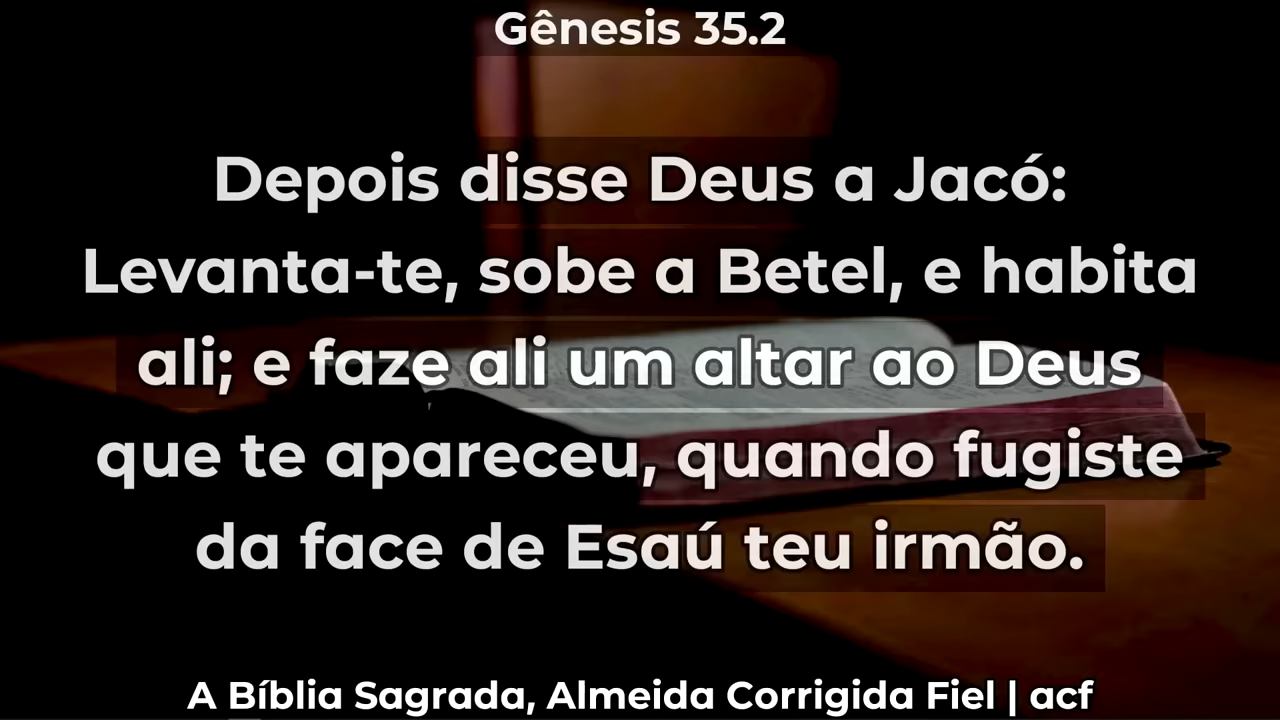 Gênesis 35.2
Depois disse Deus a Jacó:
Levanta-te, sobe a Betel, e habita
ali; e faze ali um altar ao Deus
que te apareceu, quando fugiste
da face de Esaú teu irmão.
A Bíblia Sagrada, Almeida Corrigida Fiel | acf